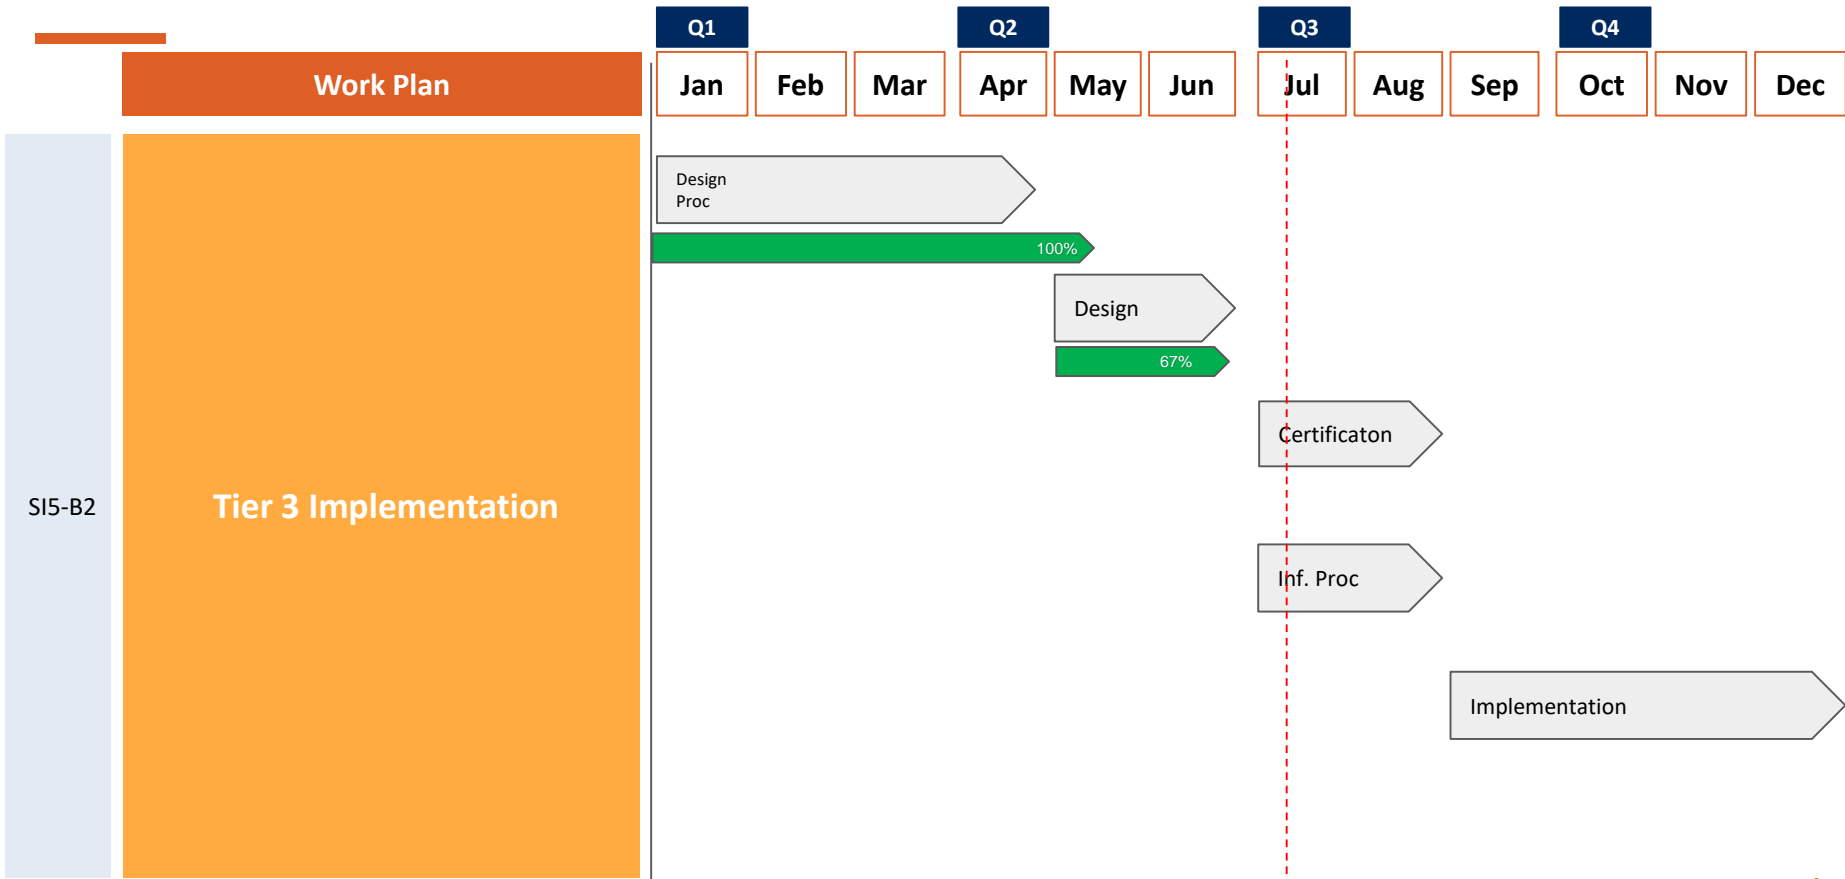 Q1
Q2
Q3
Q4
Work Plan
Jan
Feb
Mar
Apr
May
Jun
Jul
Aug
Sep
Oct
Nov
Dec
Design
Proc
100%
Design
67%
Certificaton
SI5-B2
Tier 3 Implementation
Inf. Proc
Implementation